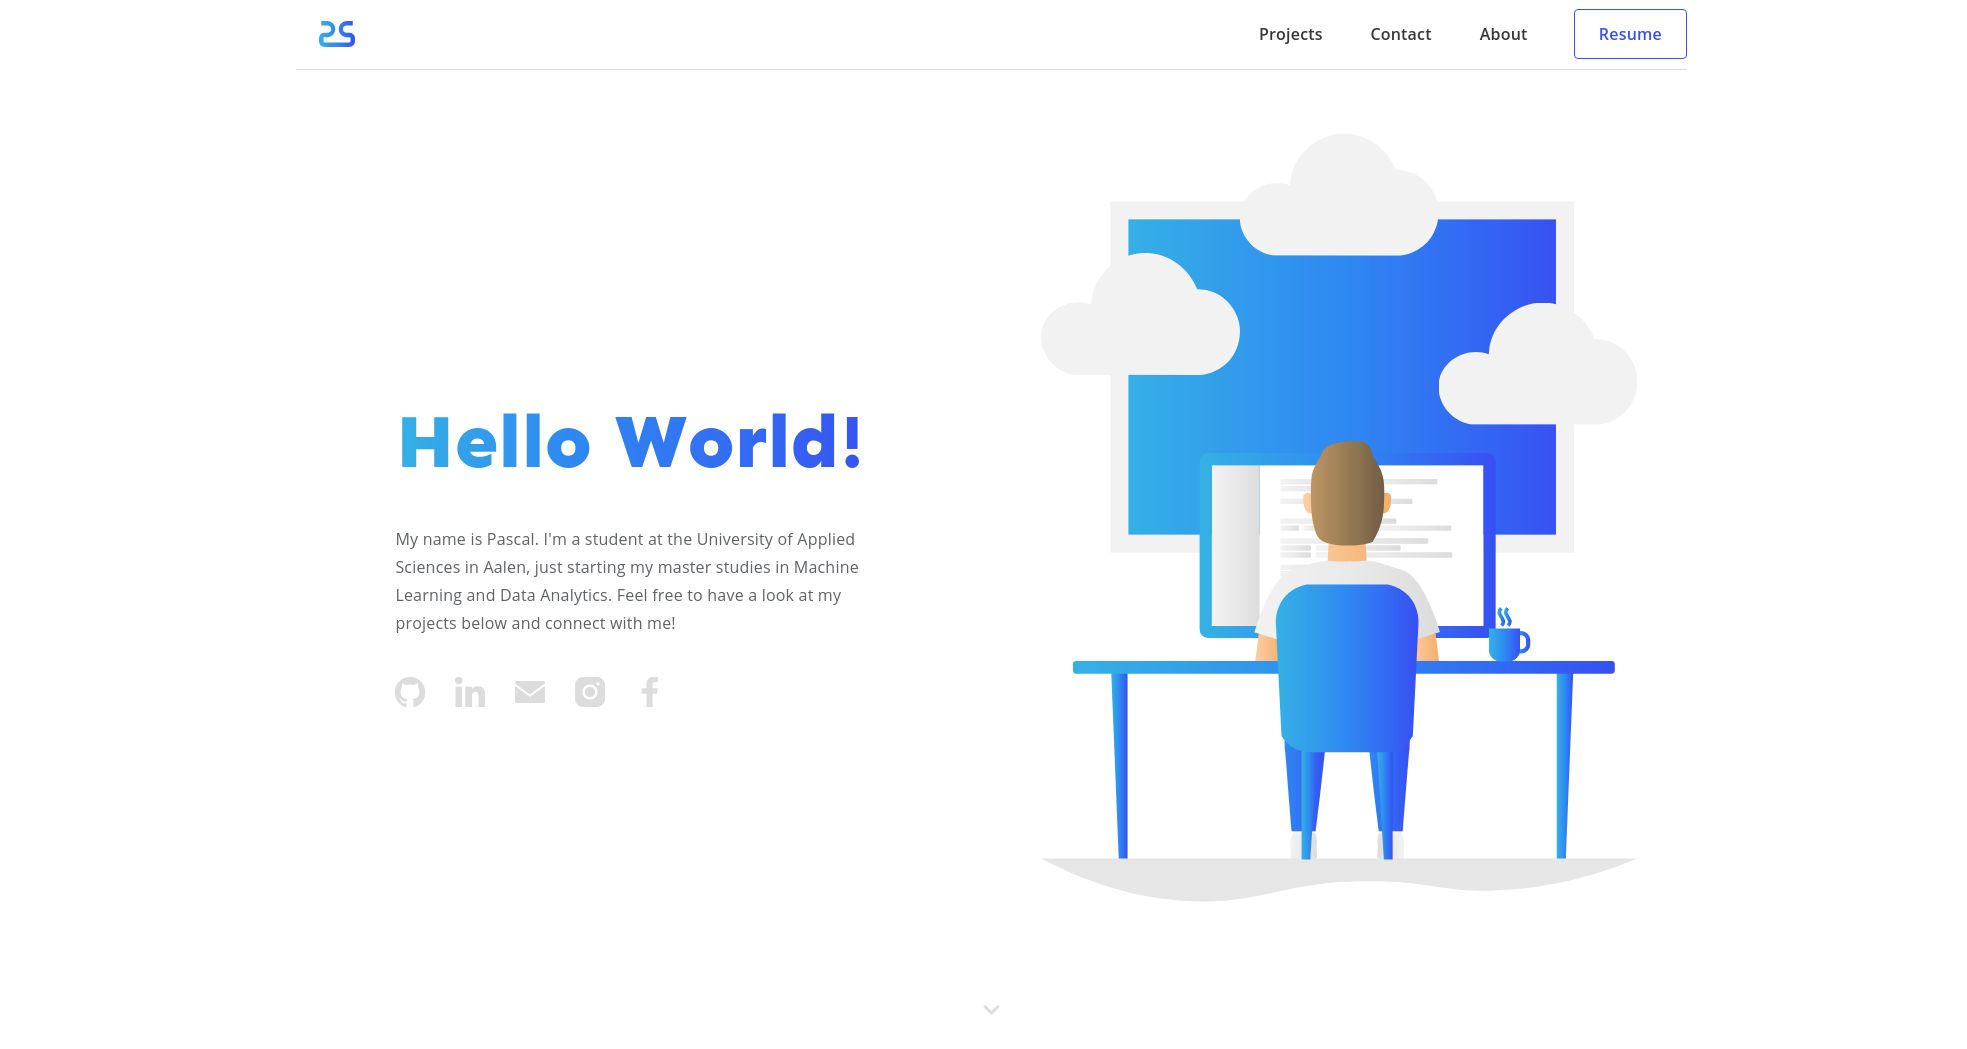 Projects Contact About Resume
Hello World!
My name is Pascal. I'm a student at the University of Applied
Sciences in Aalen, just starting my master studies in Machine
Learning and Data Analytics. Feel free to have a look at my
projects below and connect with me!